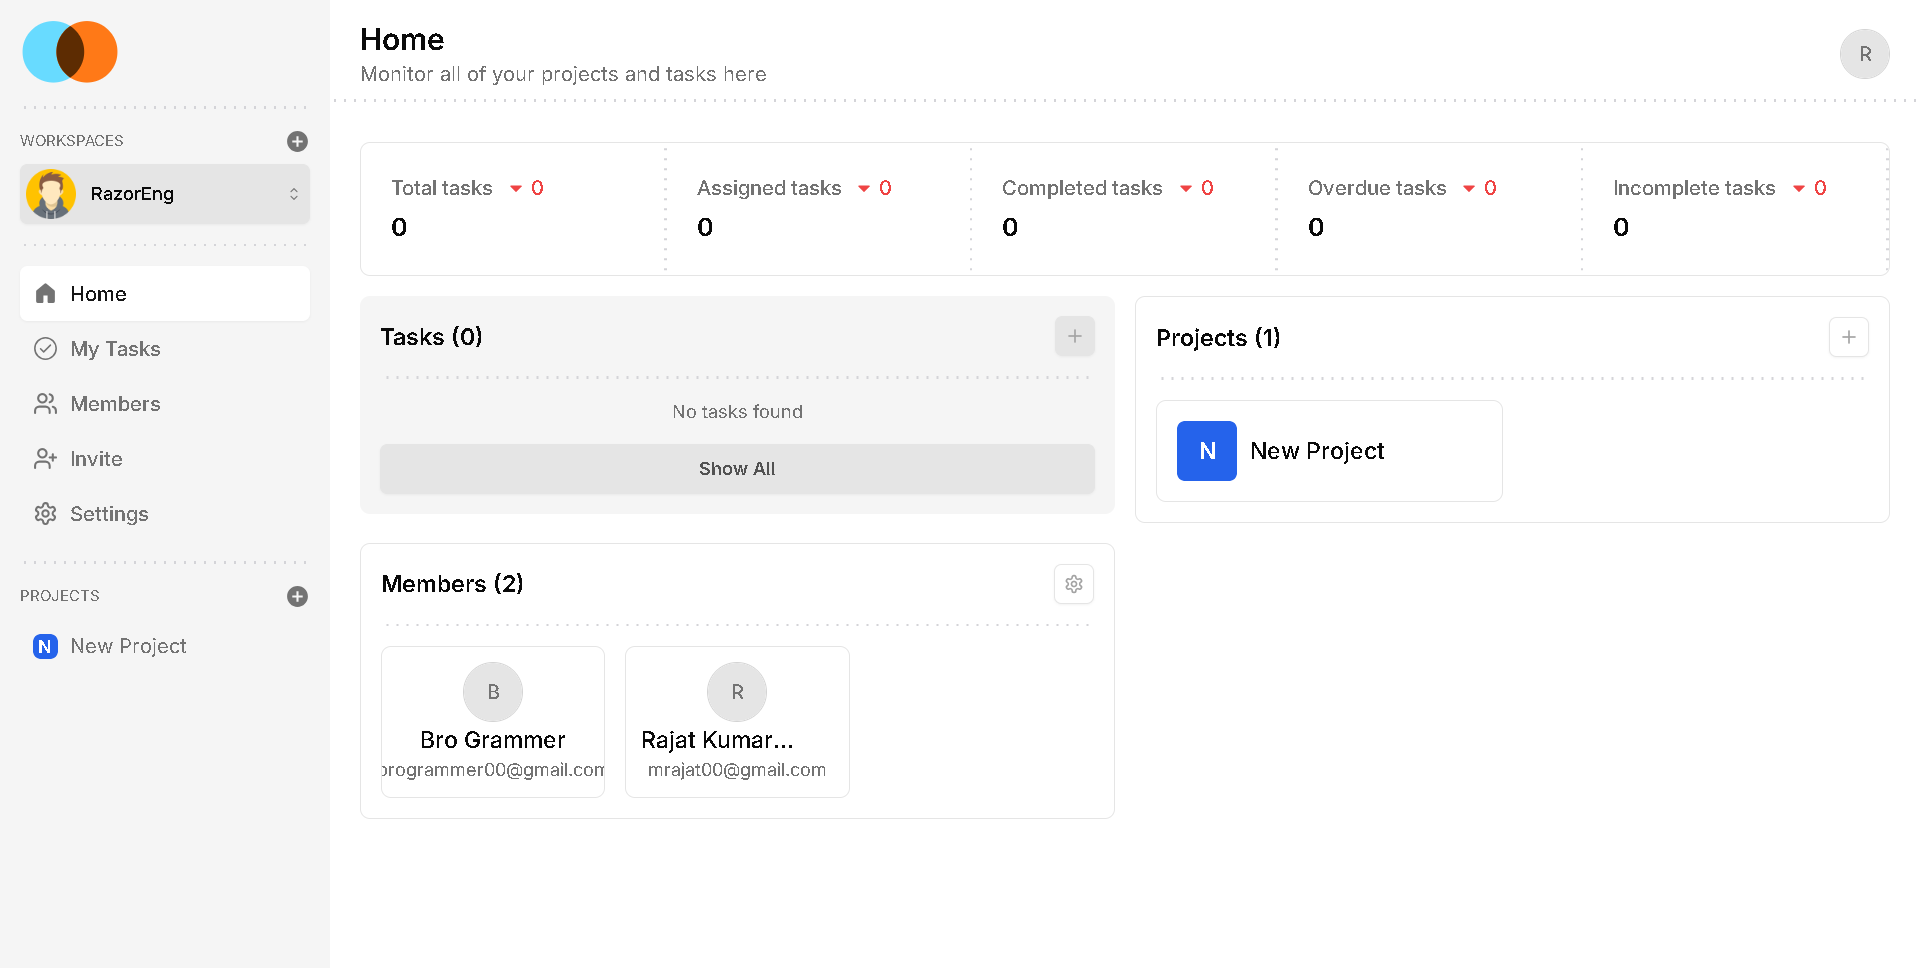 Home
Monitor all of your projects and tasks here
R
WORKSPACES
RazorEng
Home
My Tasks
Members
Invite
Settings
PROJECTS
N New Project
Total tasks 0
0
Assigned tasks 0
0
Completed tasks 0
0
Overdue tasks 0
0
Incomplete tasks 0
0
Tasks (0)
No tasks found
Show All
Projects (1)
N New Project
Members (2)
B
Bro Grammer
programmer00@gmail.com
R
Rajat Kumar...
mrajat00@gmail.com